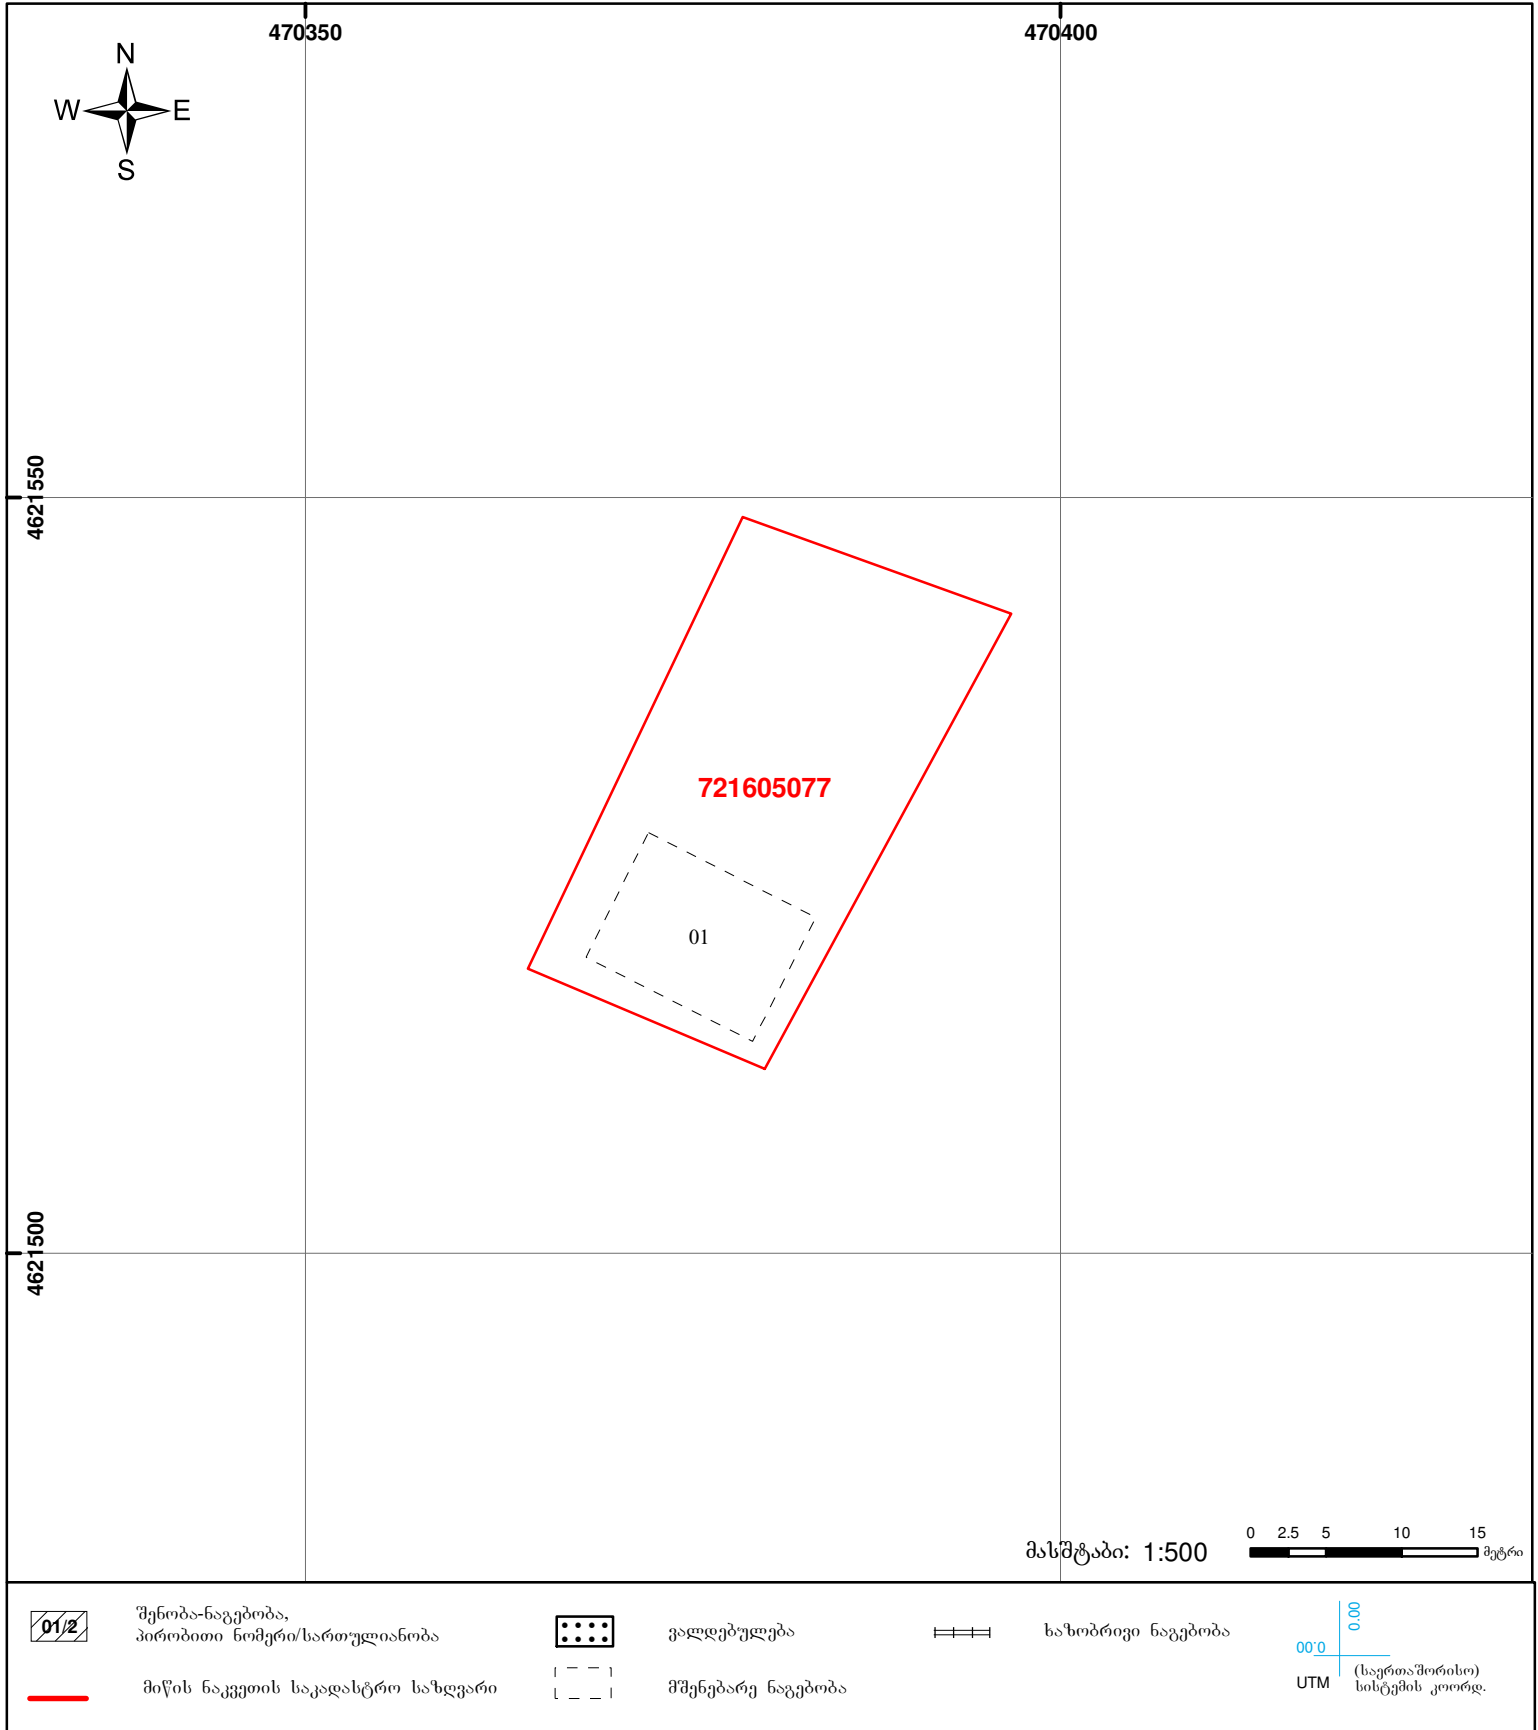 470350
470400
N
W
E
S
4621550
721605077
01
4621500
მასშტაბი: 1:500
0 2.5 5 10 15
მეტრი
01/2
შენობა-ნაგებობა,
პირობითი ნომერი/სართულიანობა
ვალდებულება
ხაზობრივი ნაგებობა
0.00
0.00
UTM
(საერთაშორისო)
სისტემის კოორდ.
მიწის ნაკვეთის საკადასტრო საზღვარი
მშენებარე ნაგებობა